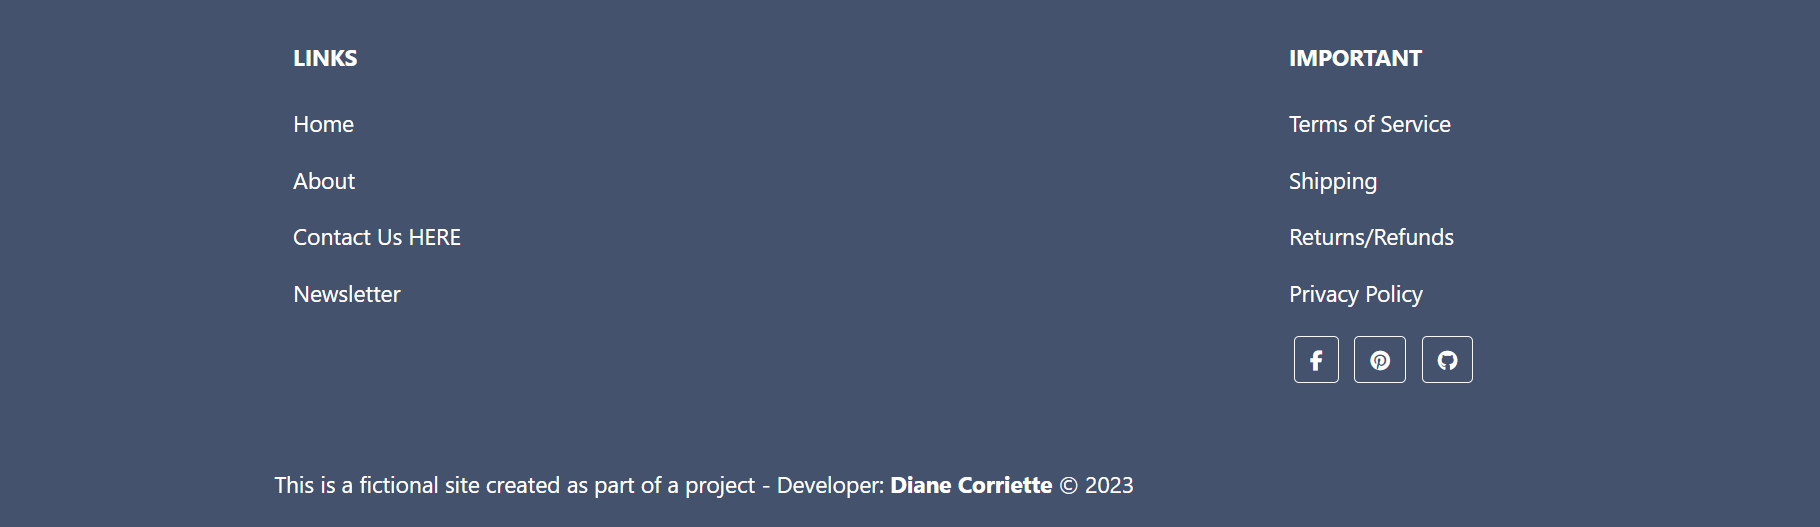 LINKS
Home
About
Contact Us HERE
Newsletter
IMPORTANT
Terms of Service
Shipping
Returns/Refunds
Privacy Policy
This is a fictional site created as part of a project - Developer: Diane Corriette © 2023